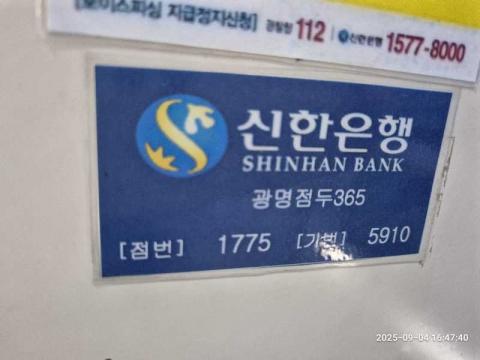 [보이스피싱 지급정지신청] 경찰청 112 | 신한은행 1577-8000
신한은행
SHINHAN BANK
광명점두365
[점번] 1775 [기번] 5910
2025-09-04 16:47:40